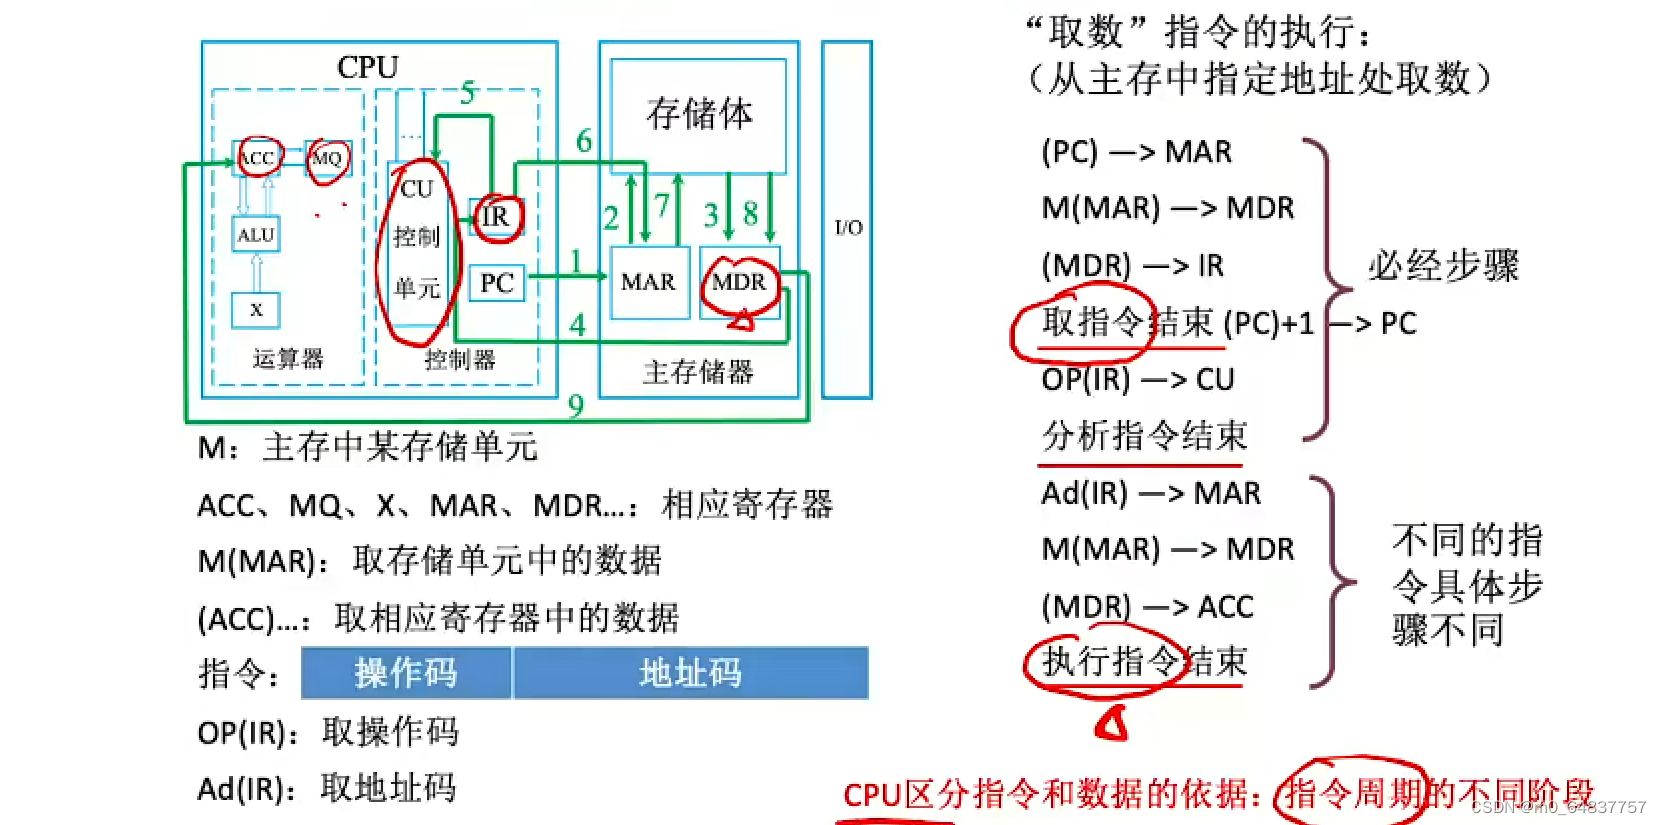 CPU
5
...
ACC
MQ
CU
控制
单元
IR
ALU
PC
X
运算器
控制器
存储体
6
2
7
3
8
1
MAR
MDR
4
主存储器
9
I/O
M：主存中某存储单元
ACC、MQ、X、MAR、MDR...：相应寄存器
M(MAR)：取存储单元中的数据
(ACC)...：取相应寄存器中的数据
指令： 操作码 地址码
OP(IR)：取操作码
Ad(IR)：取地址码
“取数”指令的执行：
（从主存中指定地址处取数）
(PC) —> MAR
M(MAR) —> MDR
(MDR) —> IR
取指令结束 (PC)+1 —> PC
OP(IR) —> CU
分析指令结束
必经步骤
Ad(IR) —> MAR
M(MAR) —> MDR
(MDR) —> ACC
执行指令结束
不同的指
令具体步
骤不同
CPU区分指令和数据的依据：指令周期的不同阶段
CSDN @m0_64837757